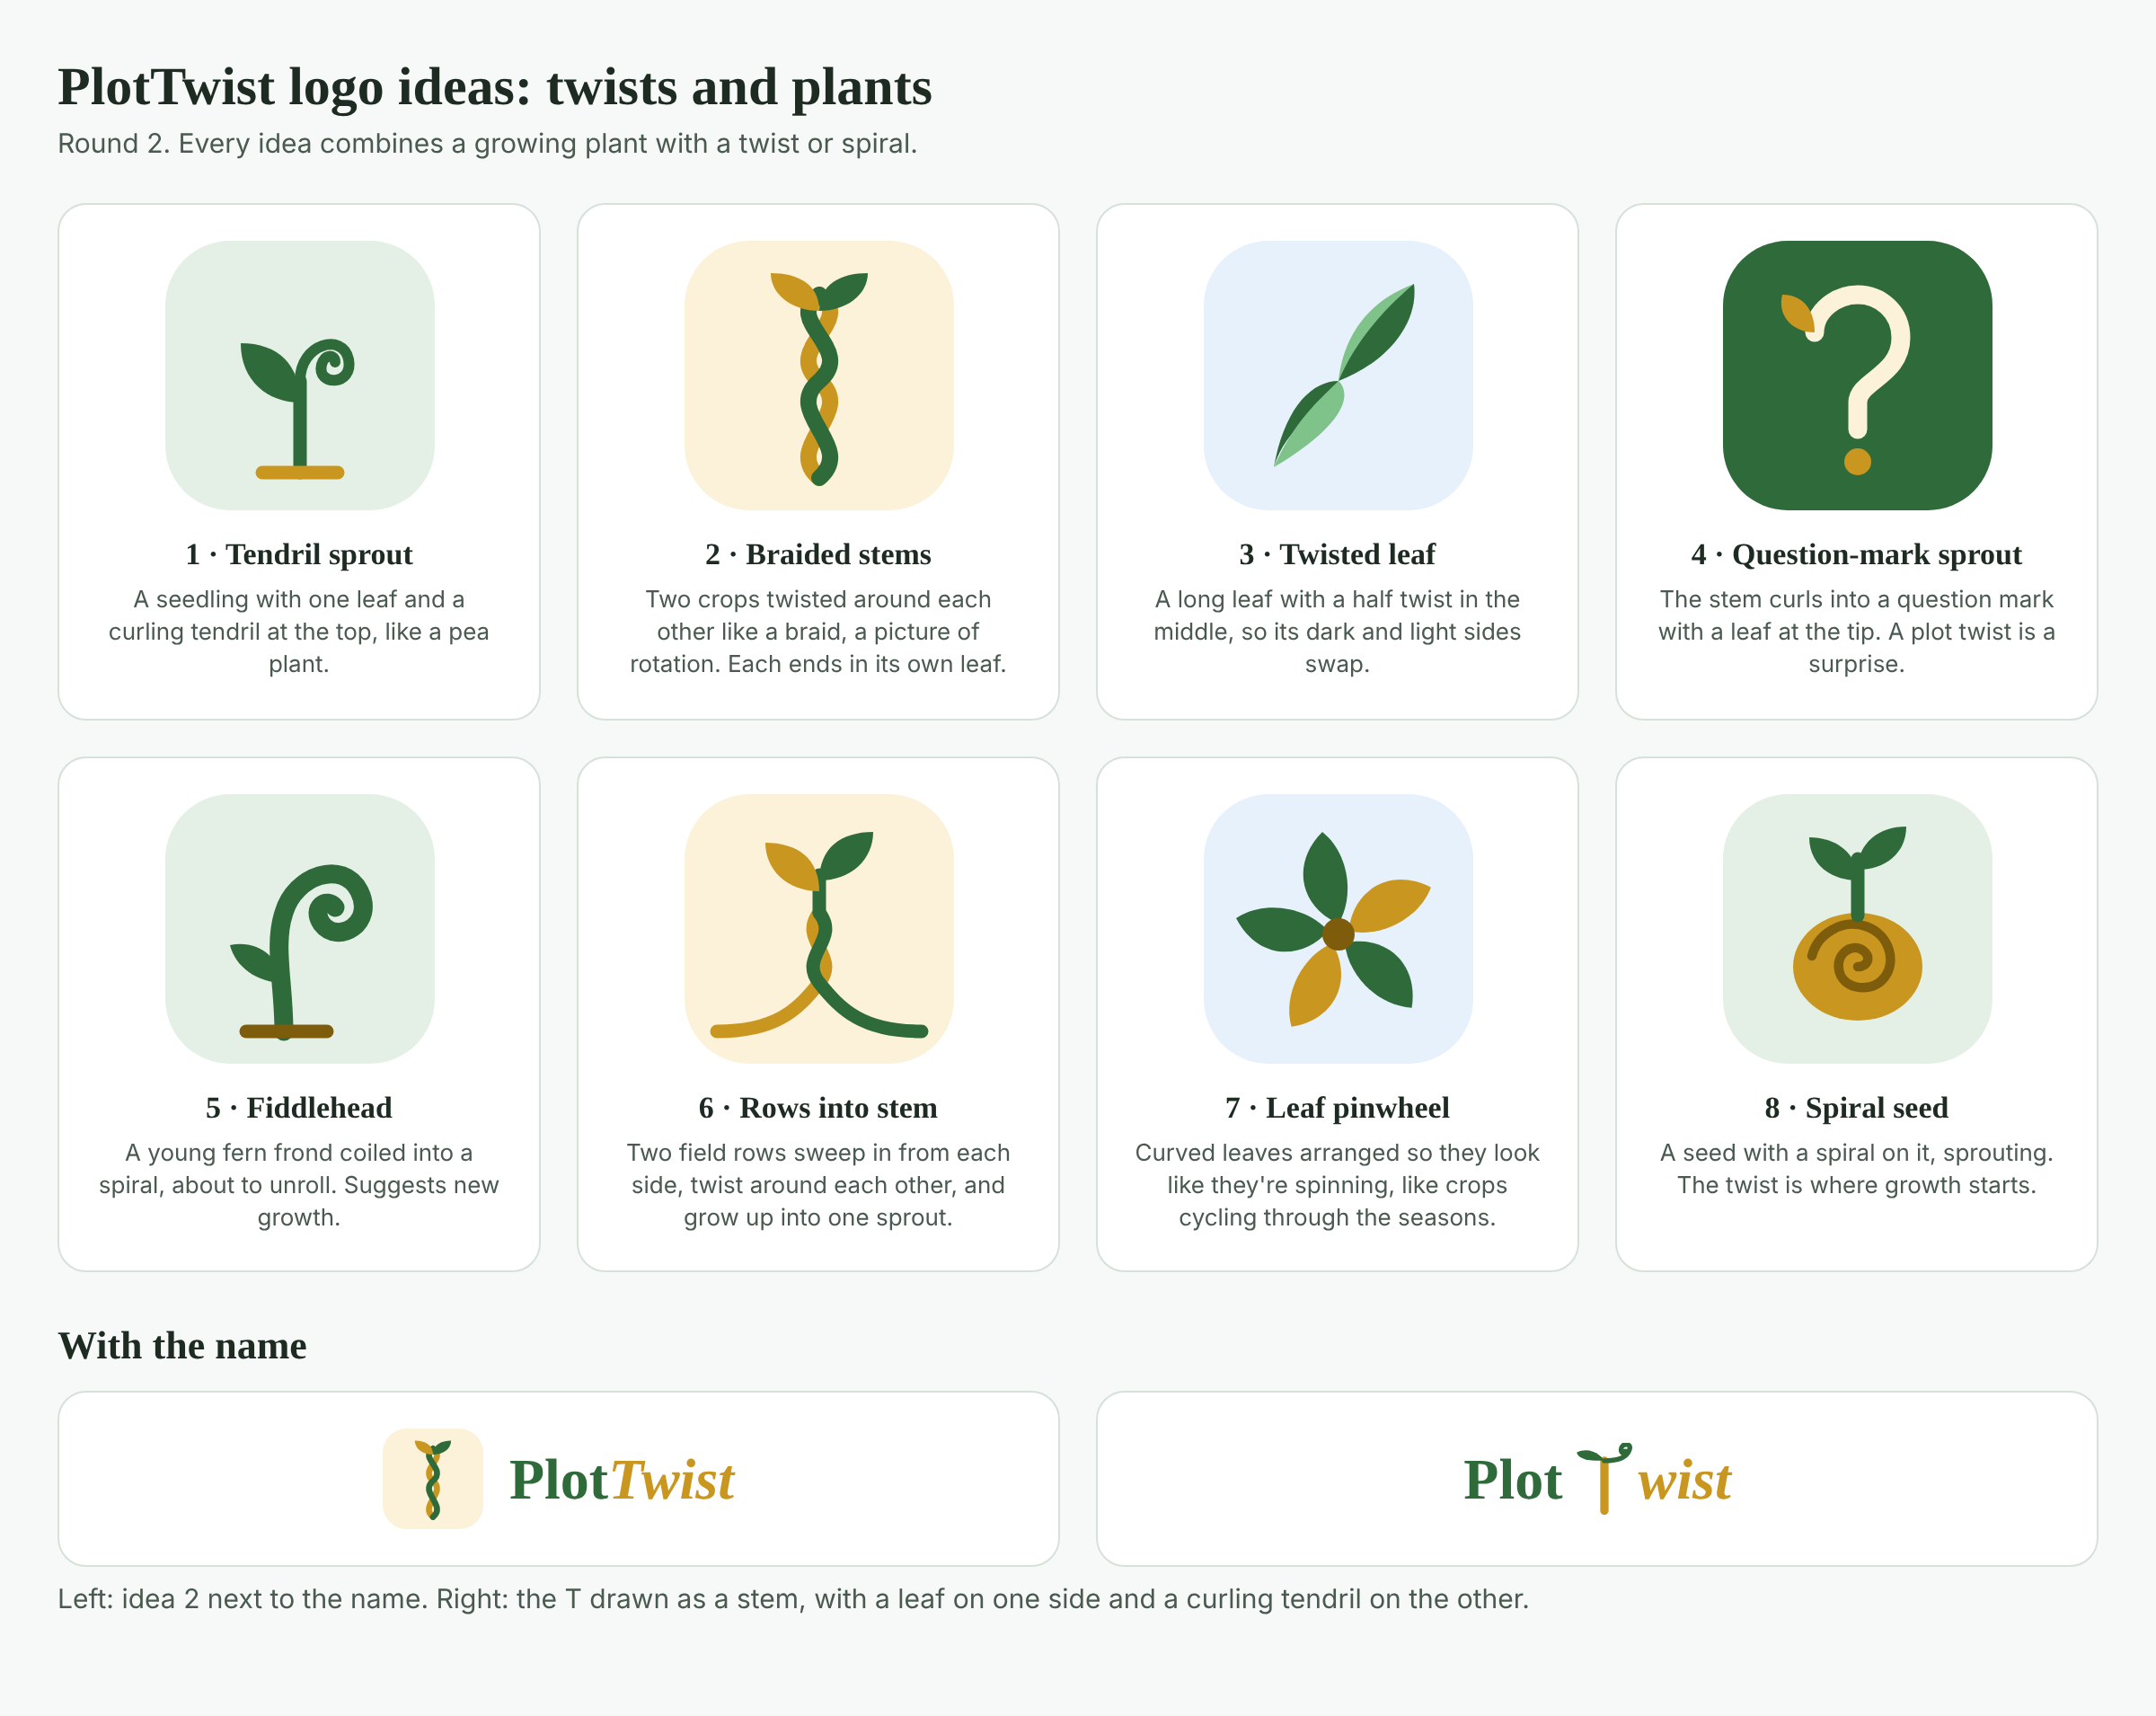 PlotTwist logo ideas: twists and plants
Round 2. Every idea combines a growing plant with a twist or spiral.
1 · Tendril sprout
A seedling with one leaf and a
curling tendril at the top, like a pea
plant.
2 · Braided stems
Two crops twisted around each
other like a braid, a picture of
rotation. Each ends in its own leaf.
3 · Twisted leaf
A long leaf with a half twist in the
middle, so its dark and light sides
swap.
4 · Question-mark sprout
The stem curls into a question mark
with a leaf at the tip. A plot twist is a
surprise.
5 · Fiddlehead
A young fern frond coiled into a
spiral, about to unroll. Suggests new
growth.
6 · Rows into stem
Two field rows sweep in from each
side, twist around each other, and
grow up into one sprout.
7 · Leaf pinwheel
Curved leaves arranged so they look
like they're spinning, like crops
cycling through the seasons.
8 · Spiral seed
A seed with a spiral on it, sprouting.
The twist is where growth starts.
With the name
PlotTwist
Plot Twist
Left: idea 2 next to the name. Right: the T drawn as a stem, with a leaf on one side and a curling tendril on the other.